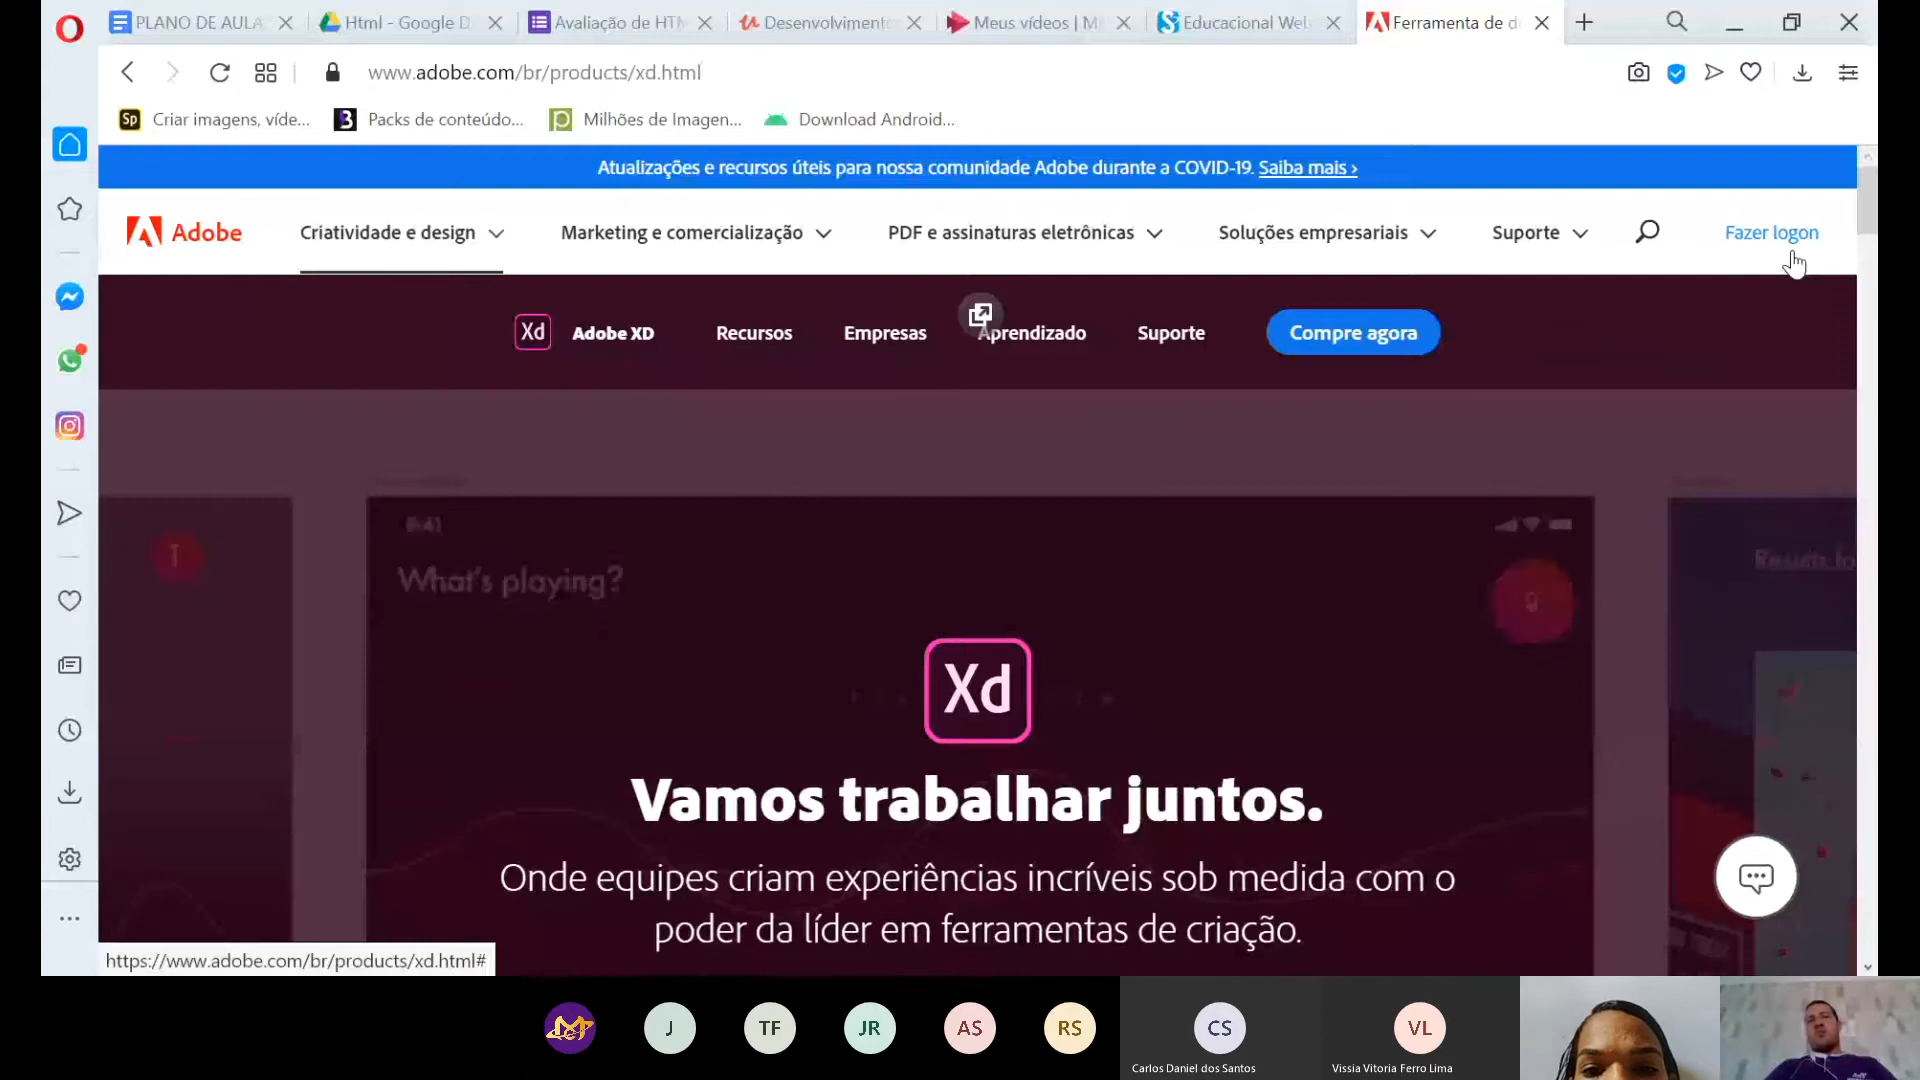 PLANO DE AULA
Html - Google D
Avaliação de HTM
Desenvolvimento
Meus vídeos | M
Educacional Web
Ferramenta de d
www.adobe.com/br/products/xd.html
Sp Criar imagens, víde...
Packs de conteúdo...
Milhões de Imagen...
Download Android...
Atualizações e recursos úteis para nossa comunidade Adobe durante a COVID-19. Saiba mais ›
Adobe
Criatividade e design
Marketing e comercialização
PDF e assinaturas eletrônicas
Soluções empresariais
Suporte
Fazer logon
Xd Adobe XD
Recursos
Empresas
Aprendizado
Suporte
Compre agora
9:41
What's playing?
Results fo
Xd
Vamos trabalhar juntos.
Onde equipes criam experiências incríveis sob medida com o
poder da líder em ferramentas de criação.
https://www.adobe.com/br/products/xd.html#
J
TF
JR
AS
RS
CS
VL
Carlos Daniel dos Santos
Vissia Vitoria Ferro Lima